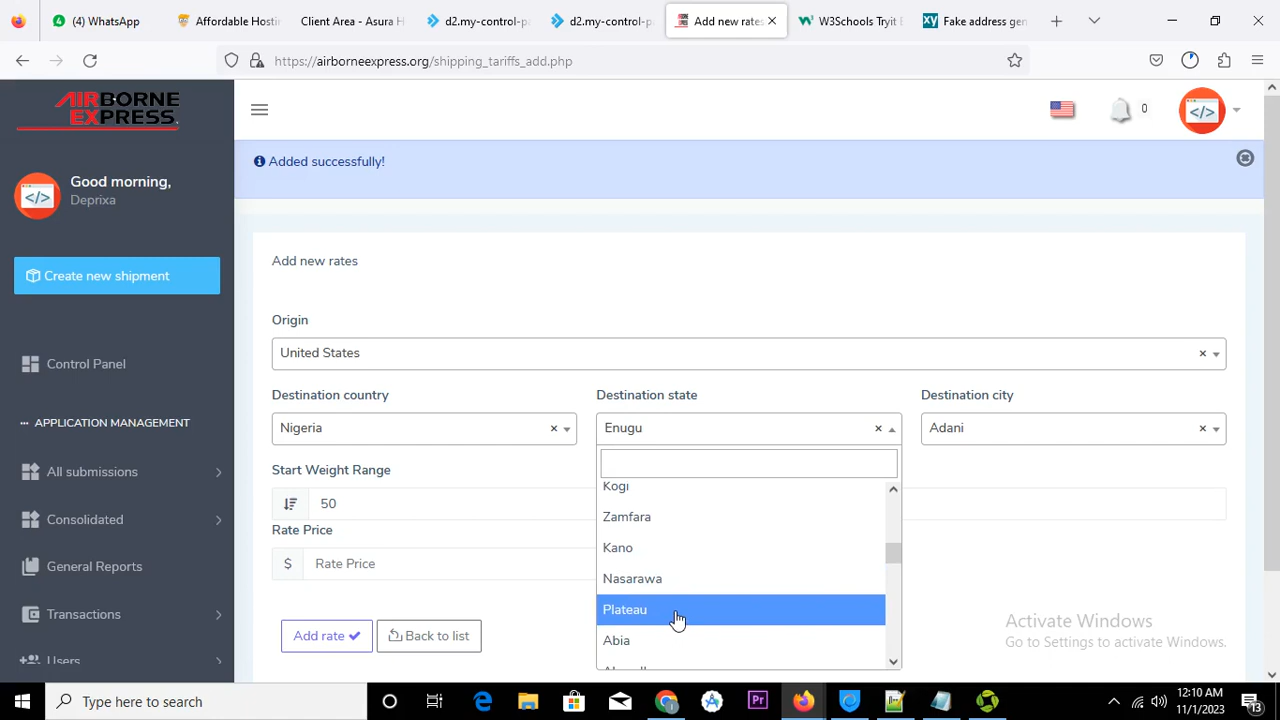 (4) WhatsApp
Affordable Hosti
Client Area - Asura H
d2.my-control-p
d2.my-control-p
Add new rates
W3Schools Tryit E
Fake address gen
https://airborneexpress.org/shipping_tariffs_add.php
AIRBORNE
EXPRESS.
0
Added successfully!
Good morning,
Deprixa
Create new shipment
Control Panel
APPLICATION MANAGEMENT
All submissions
Consolidated
General Reports
Transactions
Users
Add new rates
Origin
United States
Destination country
Destination state
Destination city
Nigeria
Enugu
Adani
Start Weight Range
50
Rate Price
$ Rate Price
Kogi
Zamfara
Kano
Nasarawa
Plateau
Abia
Add rate
Back to list
Activate Windows
Go to Settings to activate Windows.
Type here to search
12:10 AM
11/1/2023
13